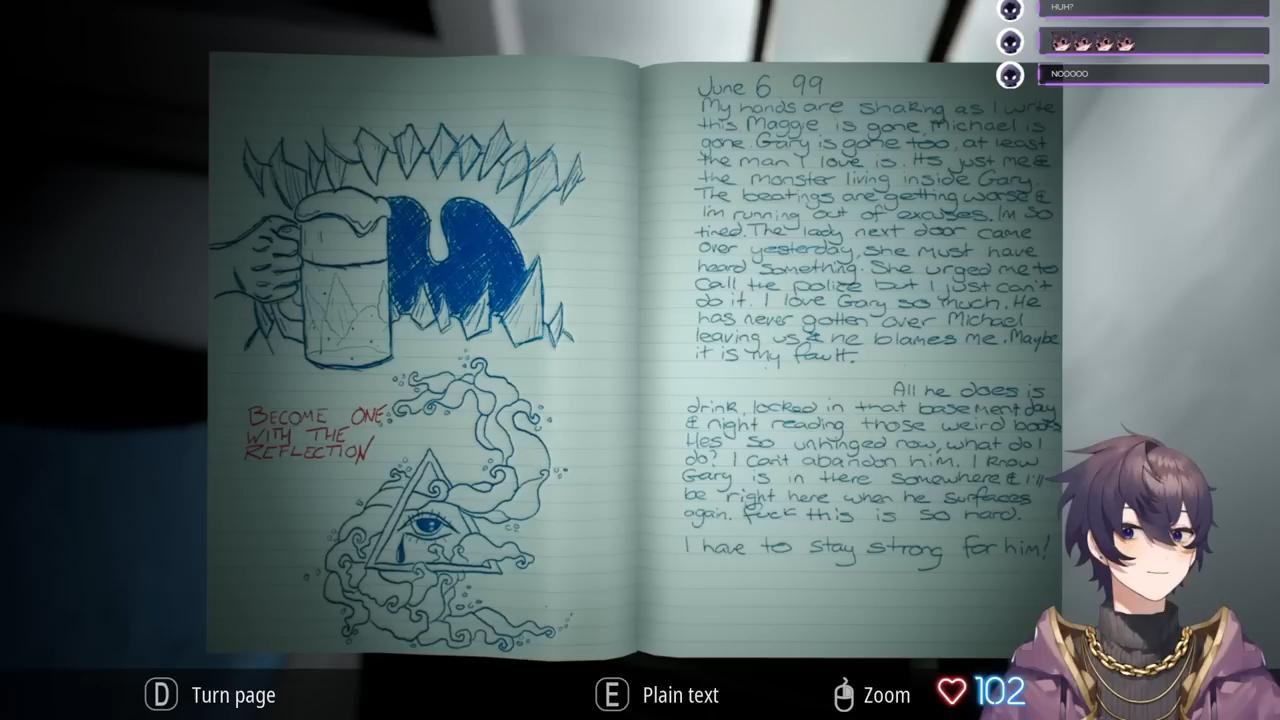 HUH?
NOOOOO
BECOME ONE
WITH THE
REFLECTION
June 6 99
My hands are shaking as I write
this Maggie is gone, Michael is
gone. Gary is gone too, at least
the man I love is. Its just me &
the monster living inside Gary.
The beatings are getting worse &
Im running out of excuses. Im so
tired. The lady next door came
over yesterday, she must have
heard something. She urged me to
call the police but I just can't
do it. I love Gary so much. He
has never gotten over Michael
leaving us & he blames me. Maybe
it is my fault.
All he does is
drink, locked in that basement day
& night reading those weird books
Hes so unhinged now, what do I
do? I cant abandon him. I know
Gary is in there somewhere & I'll
be right here when he surfaces
again. Fuck this is so hard.
I have to stay strong for him!
D Turn page
E Plain text
Zoom
102